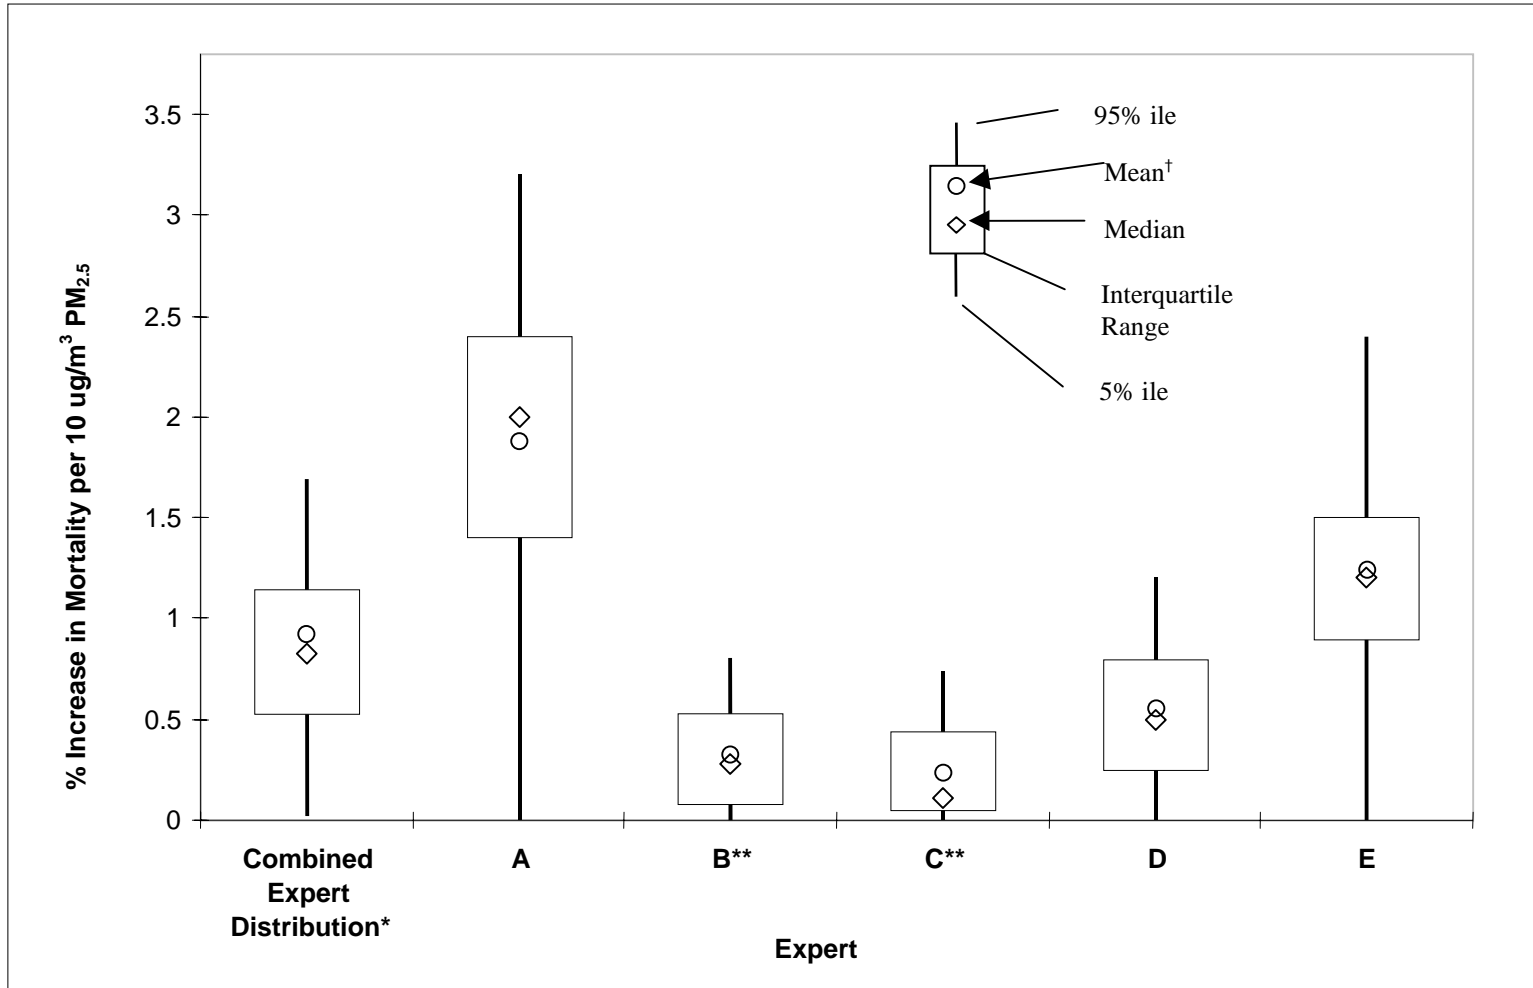 % Increase in Mortality per 10 ug/m³ PM₂.₅
3.5
3
2.5
2
1.5
1
0.5
0
95% ile
Mean†
Median
Interquartile
Range
5% ile
Combined
Expert
Distribution*
A
B**
C**
D
E
Expert